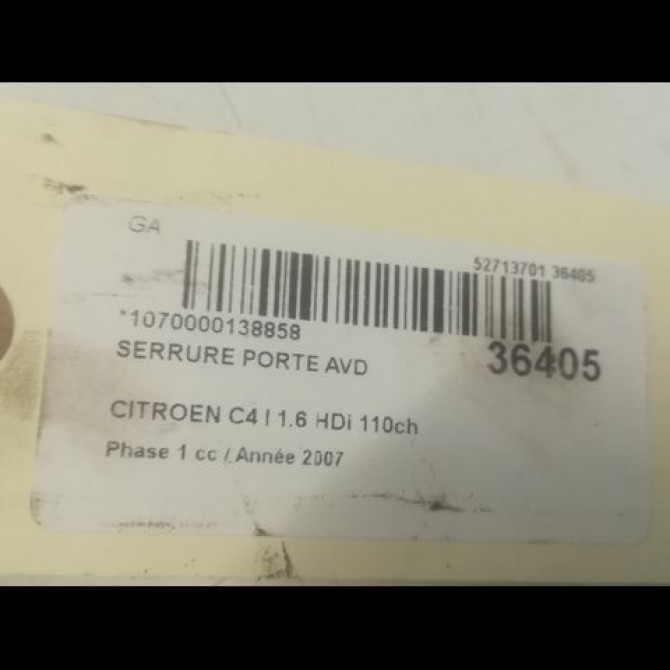 GA
52713701 36405
*1070000138858
36405
SERRURE PORTE AVD
CITROEN C4 I 1.6 HDi 110ch
Phase 1 cc / Année 2007